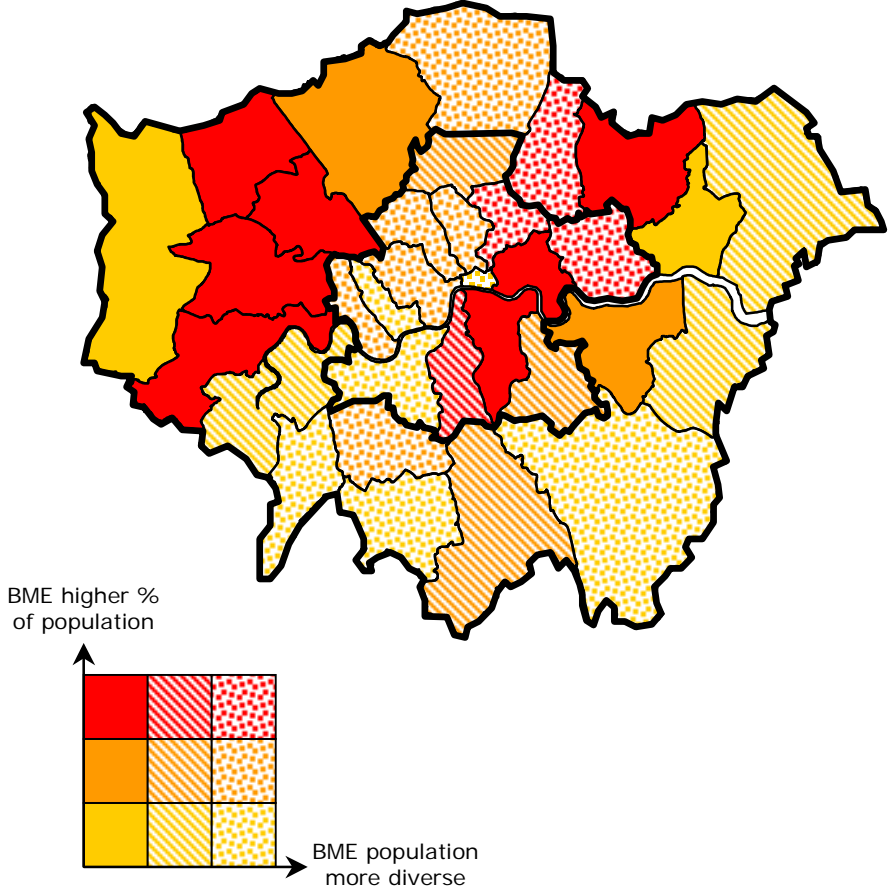 BME higher %
of population
BME population
more diverse